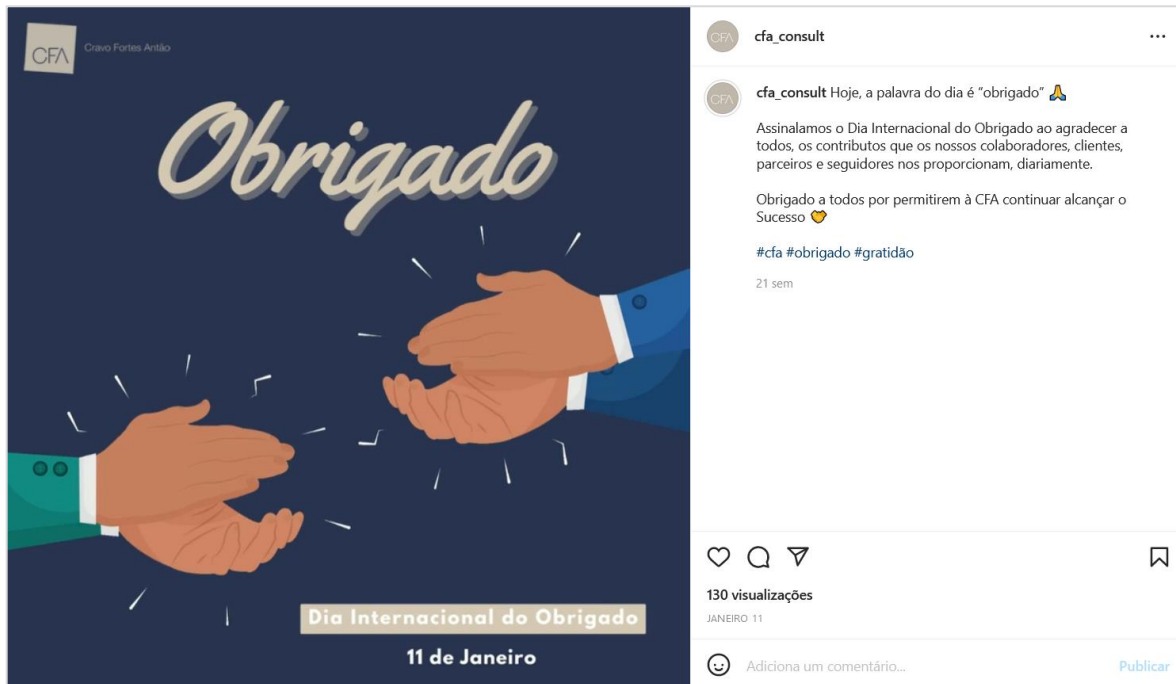 CFA
Cravo Fortes Antão
Obrigado
Dia Internacional do Obrigado
11 de Janeiro
CFA
cfa_consult
CFA
cfa_consult Hoje, a palavra do dia é “obrigado” 🙏
Assinalamos o Dia Internacional do Obrigado ao agradecer a
todos, os contributos que os nossos colaboradores, clientes,
parceiros e seguidores nos proporcionam, diariamente.
Obrigado a todos por permitirem à CFA continuar alcançar o
Sucesso 🤝
#cfa #obrigado #gratidão
21 sem
130 visualizações
JANEIRO 11
Adiciona um comentário...
Publicar